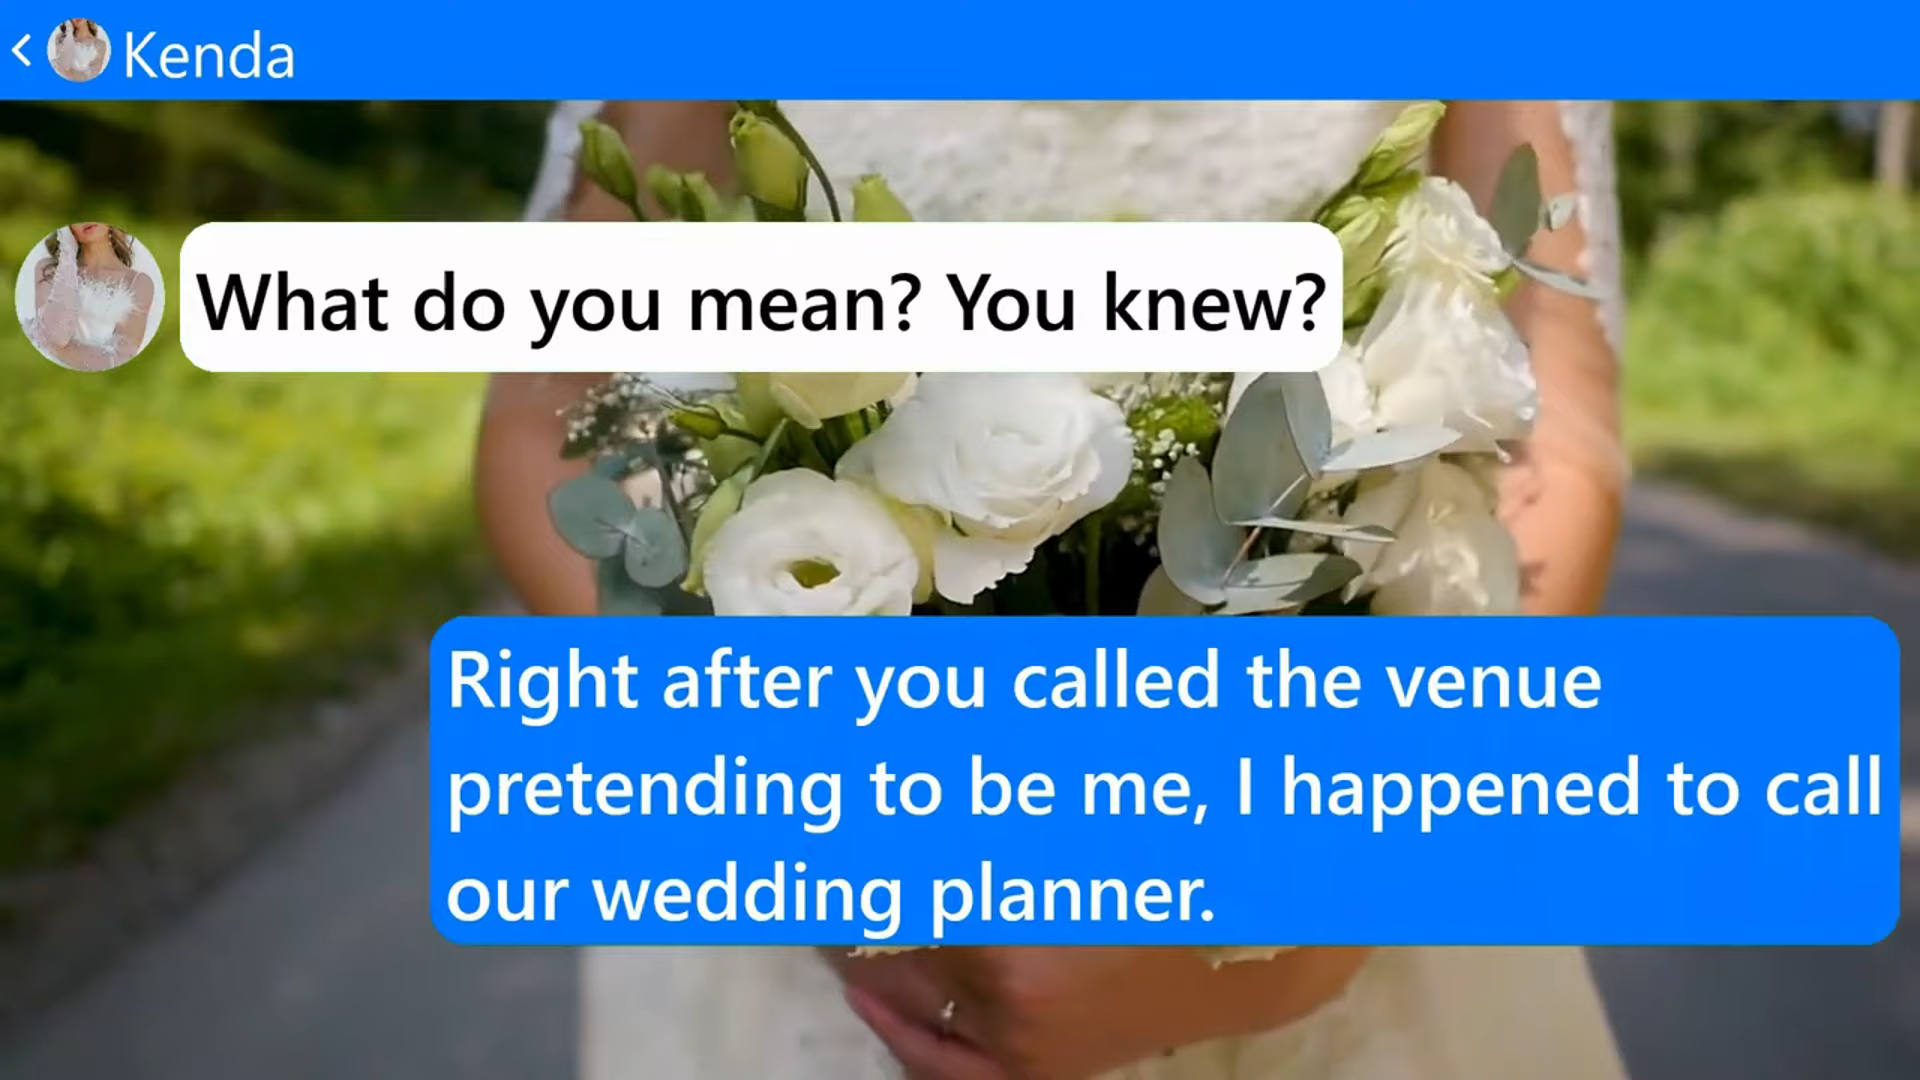 Kenda
What do you mean? You knew?
Right after you called the venue
pretending to be me, I happened to call
our wedding planner.